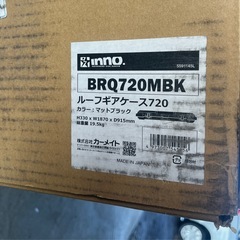 INNO.
BRQ720MBK
ルーフギアケース720
カラー：マットブラック
H330 x W1870 x D915mm
総重量 19.5kg
株式会社カーメイト
MADE IN JAPAN